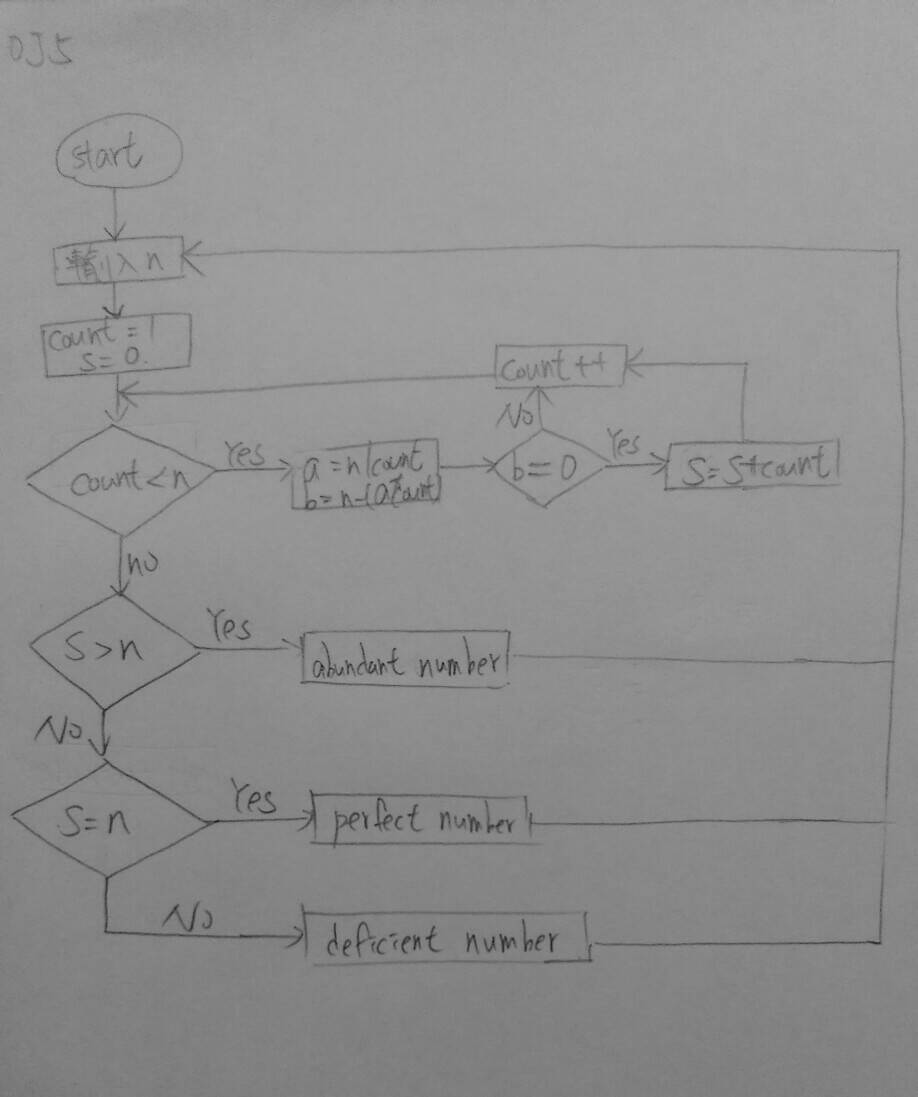 OJ5
start
輸入 n
count = 1
s= 0.
count ++
No
count < n
Yes
a = n/count
b= n-(a*count)
b== 0
Yes
S=S+count
no
S>n
Yes
abundant number
No
S=n
Yes
perfect number
No
deficient number